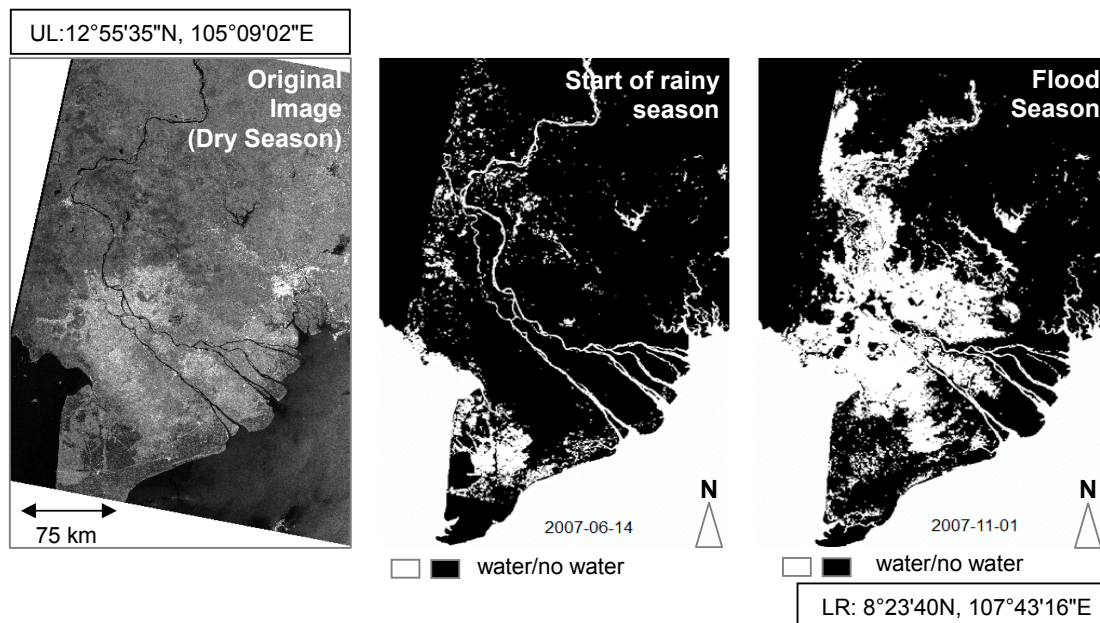 UL:12°55'35"N, 105°09'02"E
Original
Image
(Dry Season)
75 km
Start of rainy
season
N
2007-06-14
water/no water
Flood
Season
N
2007-11-01
water/no water
LR: 8°23'40N, 107°43'16"E